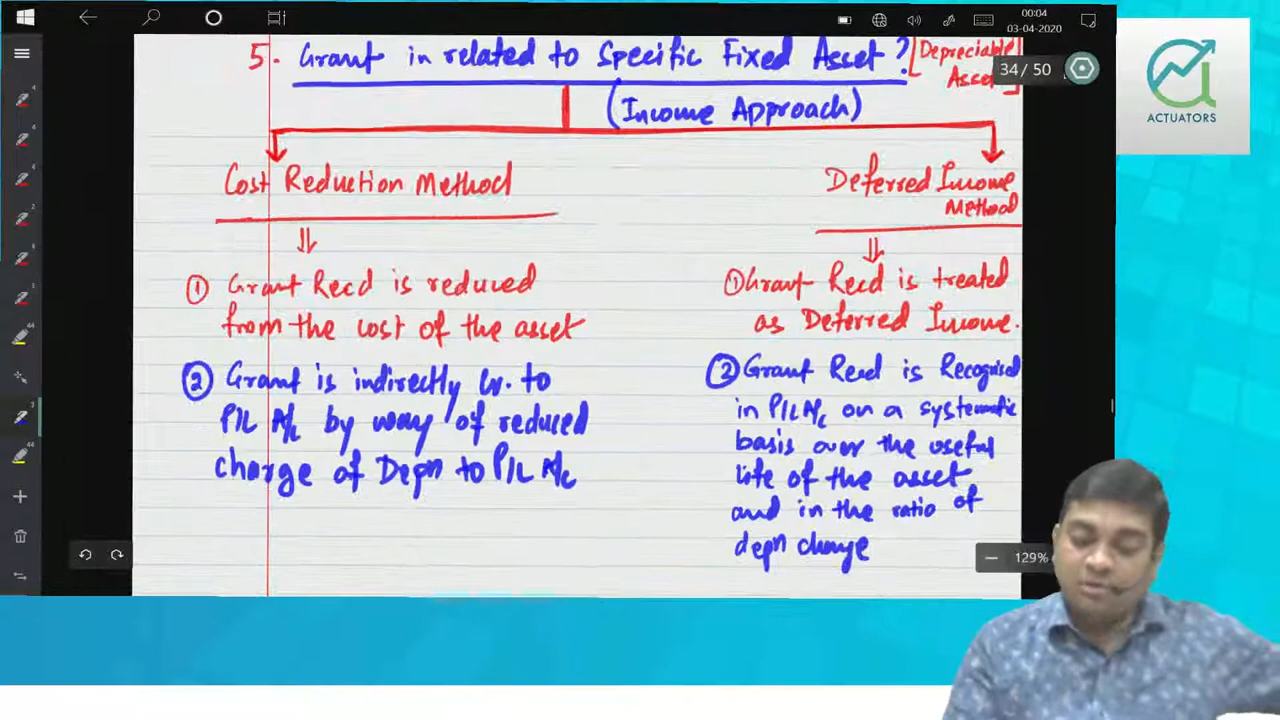 00:04
03-04-2020
5. Grant in related to Specific Fixed Asset? [Depreciable
Asset]
34 / 50
(Income Approach)
ACTUATORS
Cost Reduction Method
① Grant Recd is reduced
from the cost of the asset
② Grant is indirectly Cr. to
P/L A/c by way of reduced
charge of Depn to P/L A/c
Deferred Income
Method
① Grant Recd is treated
as Deferred Income.
② Grant Recd is Recognised
in P/L A/c on a systematic
basis over the useful
life of the asset
and in the ratio of
depn charge
129%